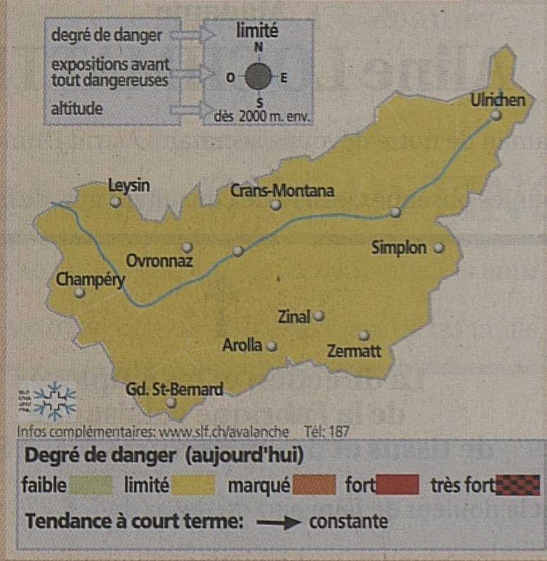 degré de danger
limité
N
expositions avant
tout dangereuses
O
E
S
altitude
dès 2000 m. env.
Ulrichen
Leysin
Crans-Montana
Simplon
Ovronnaz
Champéry
Zinal
Arolla
Zermatt
Gd. St-Bernard
Infos complémentaires: www.slf.ch/avalanche Tél: 187
Degré de danger (aujourd'hui)
faible limité marqué fort très fort
Tendance à court terme: constante